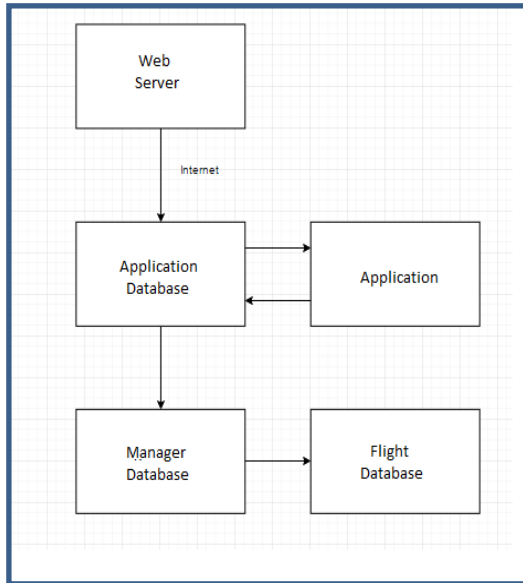 Web
Server
Internet
Application
Database
Application
Manager
Database
Flight
Database